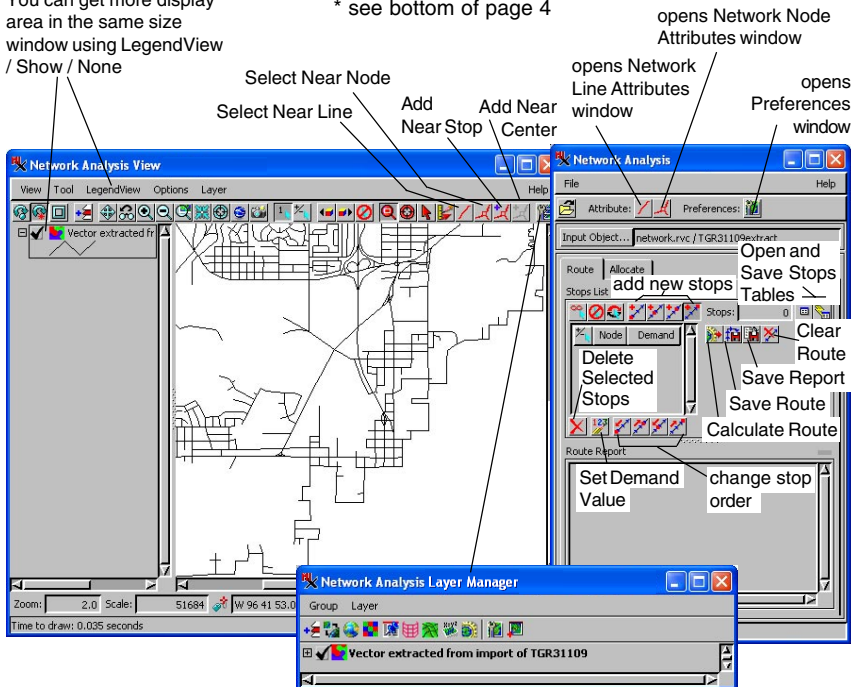 You can get more display
area in the same size
window using LegendView
/ Show / None
* see bottom of page 4
opens Network Node
Attributes window
opens Network
Line Attributes
window
opens
Preferences
window
Select Near Node
Select Near Line
Add
Near Stop
Add Near
Center
Network Analysis View
View Tool LegendView Options Layer Help
Vector extracted fr
Zoom: 2.0 Scale: 51684 W 96 41 53.0
Time to draw: 0.035 seconds
Network Analysis
File Help
Attribute: Preferences:
Input Object... network.rvc / TGR31109extract
Route Allocate
Stops List
add new stops
Open and
Save Stops
Tables
Stops: 0
Node Demand
Delete
Selected
Stops
Clear
Route
Save Report
Save Route
Calculate Route
123
Route Report
Set Demand
Value
change stop
order
Network Analysis Layer Manager
Group Layer
Vector extracted from import of TGR31109